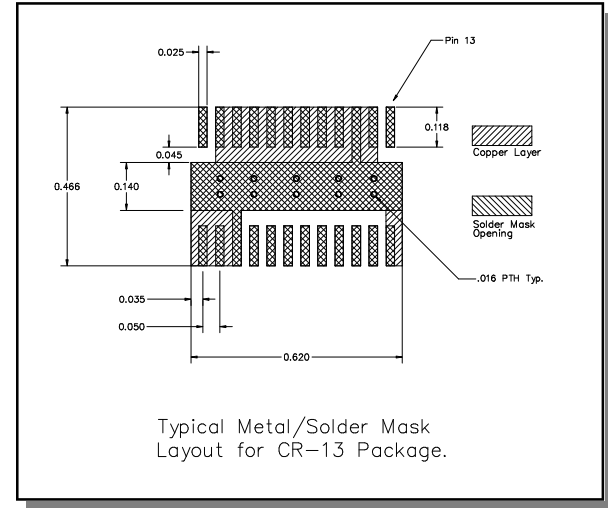 Pin 13
0.025
0.118
0.045
0.466
0.140
Copper Layer
Solder Mask
Opening
.016 PTH Typ.
0.035
0.050
0.620
Typical Metal/Solder Mask
Layout for CR-13 Package.